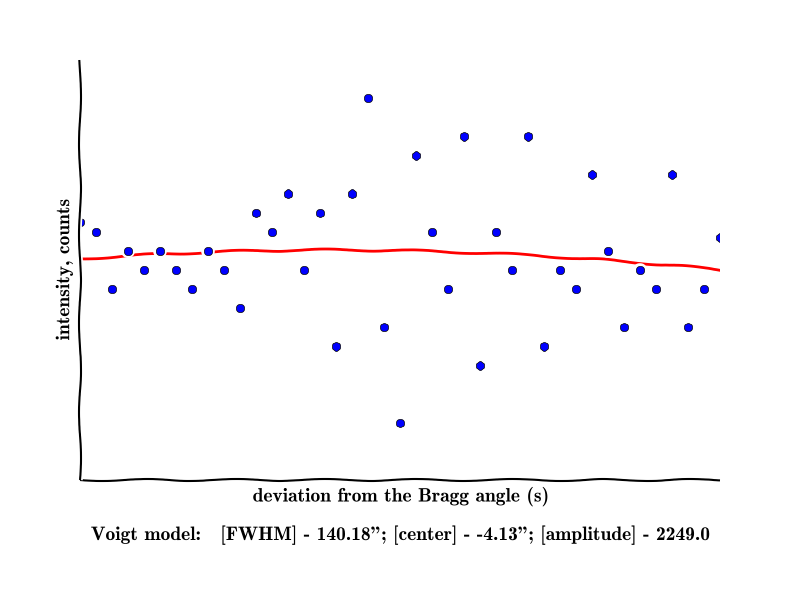 intensity, counts
deviation from the Bragg angle (s)
Voigt model: [FWHM] - 140.18”; [center] - -4.13”; [amplitude] - 2249.0